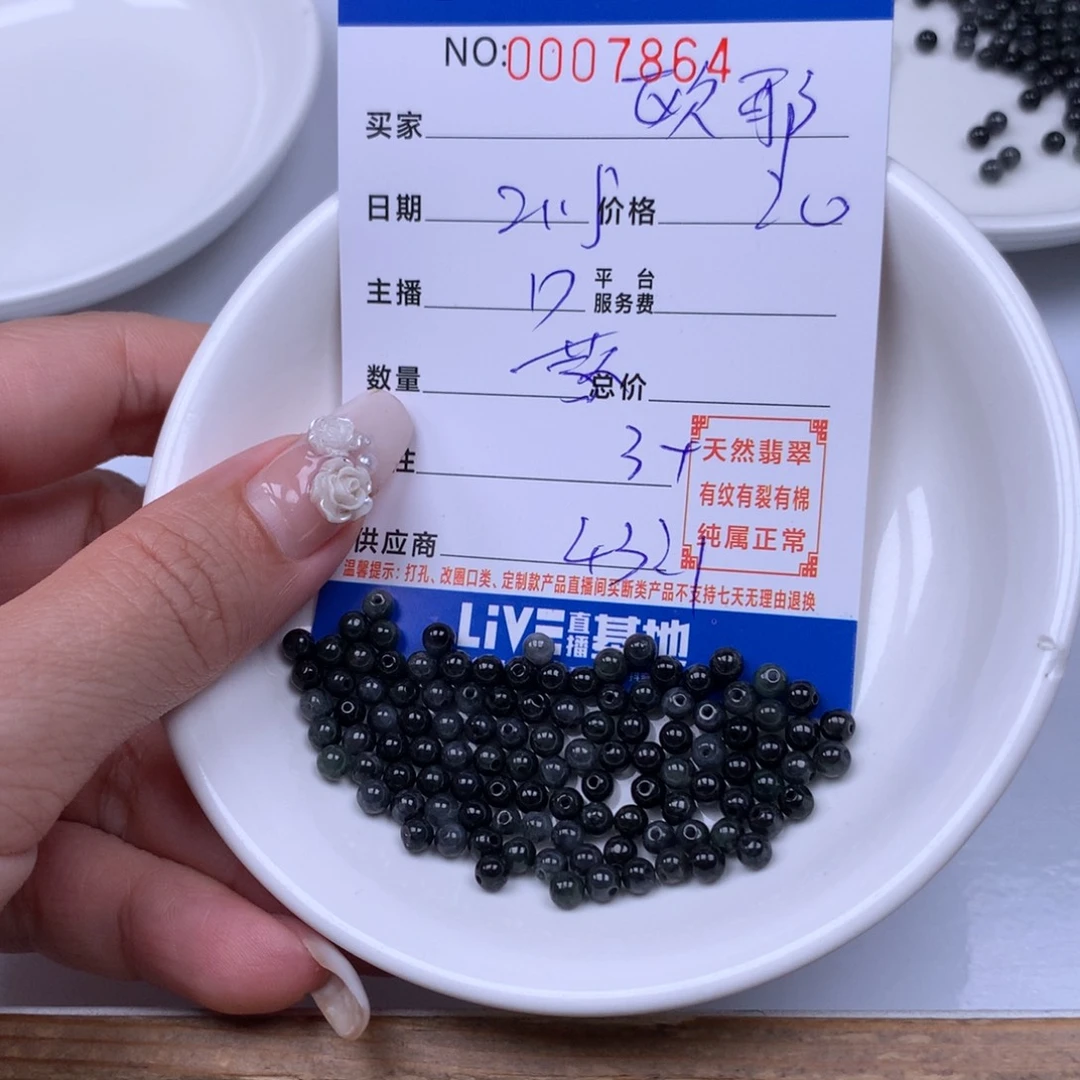 NO:0007864
买家 欧耶
日期 价格 20
主播 17 平台服务费
数量 总价
性 3+
天然翡翠
有纹有裂有棉
纯属正常
供应商 4321
温馨提示：打孔、改圈口类、定制款产品直播间买断类产品不支持七天无理由退换
LiVE直播基地